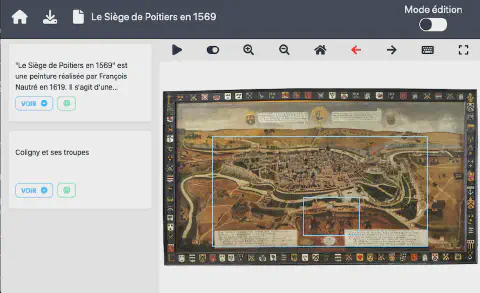 Le Siège de Poitiers en 1569
Mode édition
"Le Siège de Poitiers en 1569" est
une peinture réalisée par François
Nautré en 1619. Il s'agit d'une...
VOIR
Coligny et ses troupes
VOIR